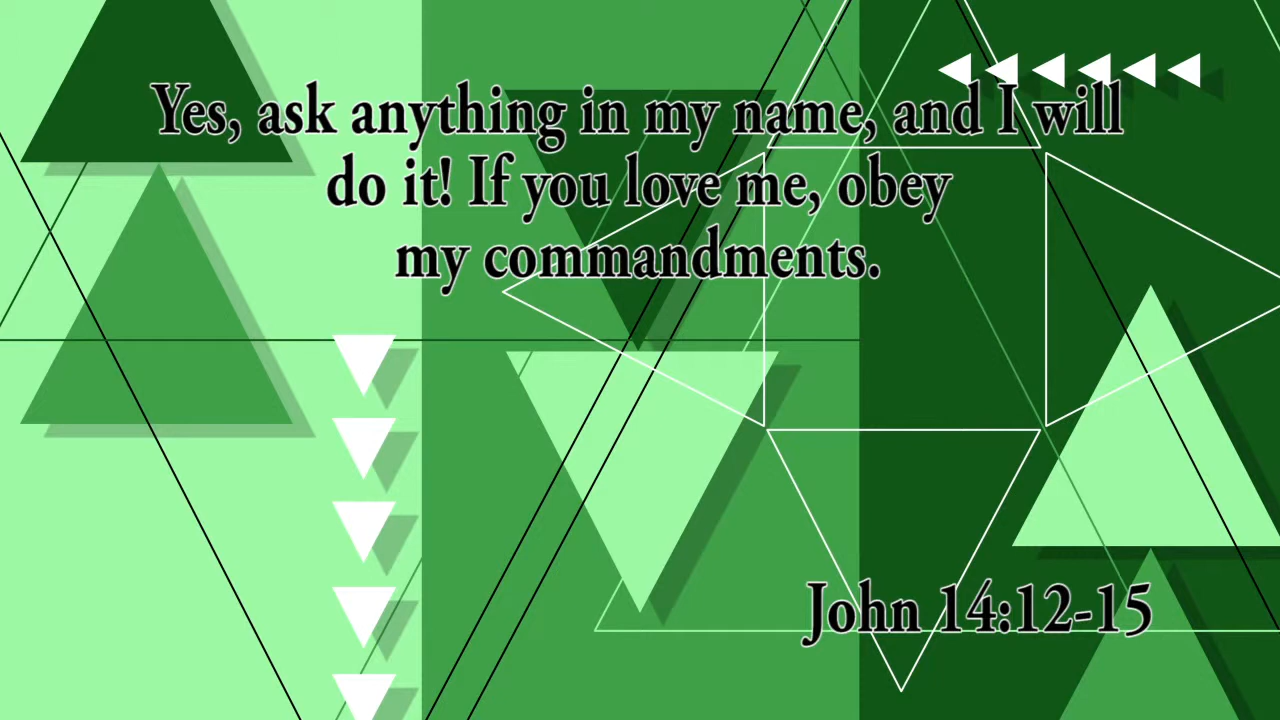 Yes, ask anything in my name, and I will
do it! If you love me, obey
my commandments.
John 14:12-15